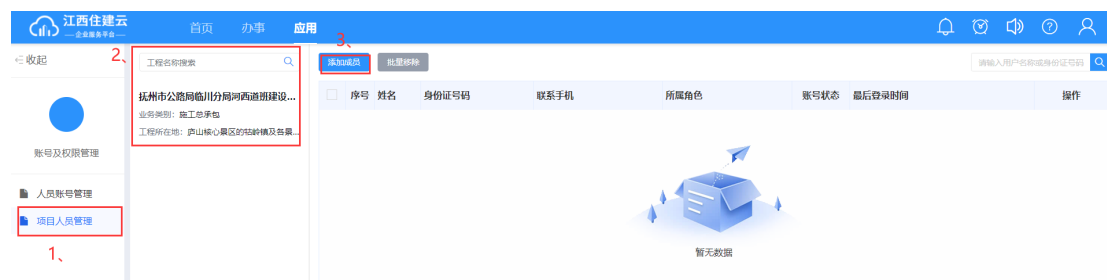 江西住建云
企业服务平台
首页 办事 应用
收起
2、
工程名称搜索
3、
添加成员 批量移除
请输入用户名称或身份证号码
序号 姓名 身份证号码 联系手机 所属角色 账号状态 最后登录时间 操作
抚州市公路局临川分局河西道班建设...
业务类别：施工总承包
工程所在地：庐山核心景区的牯岭镇及各景...
账号及权限管理
人员账号管理
项目人员管理
1、
暂无数据